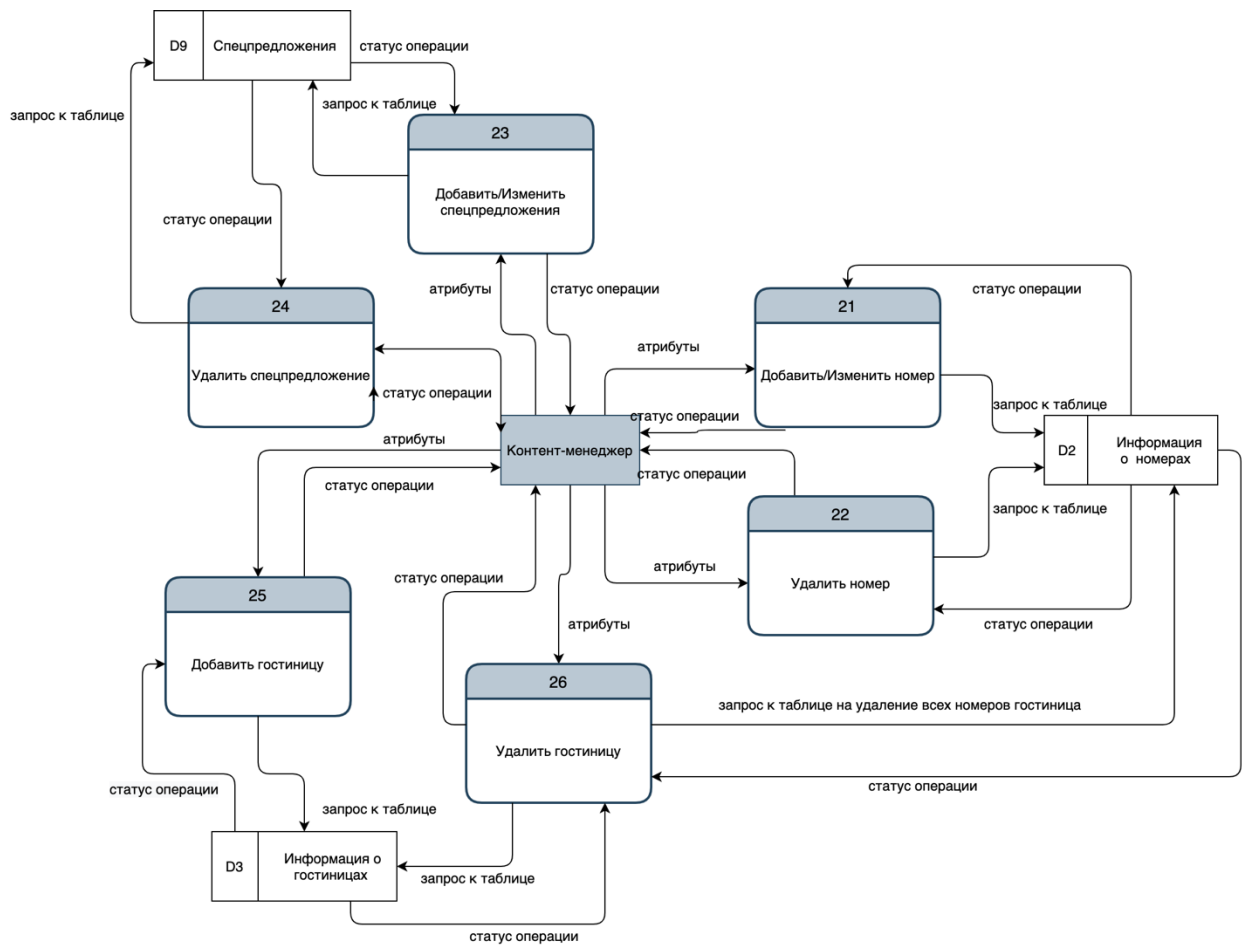 D9
Спецпредложения
статус операции
запрос к таблице
запрос к таблице
23
Добавить/Изменить
спецпредложения
статус операции
атрибуты
статус операции
24
Удалить спецпредложение
статус операции
21
Добавить/Изменить номер
статус операции
атрибуты
запрос к таблице
статус операции
Контент-менеджер
D2
Информация
о номерах
атрибуты
статус операции
статус операции
22
Удалить номер
запрос к таблице
атрибуты
статус операции
статус операции
25
Добавить гостиницу
атрибуты
26
Удалить гостиницу
запрос к таблице на удаление всех номеров гостиница
статус операции
статус операции
запрос к таблице
D3
Информация о
гостиницах
запрос к таблице
статус операции